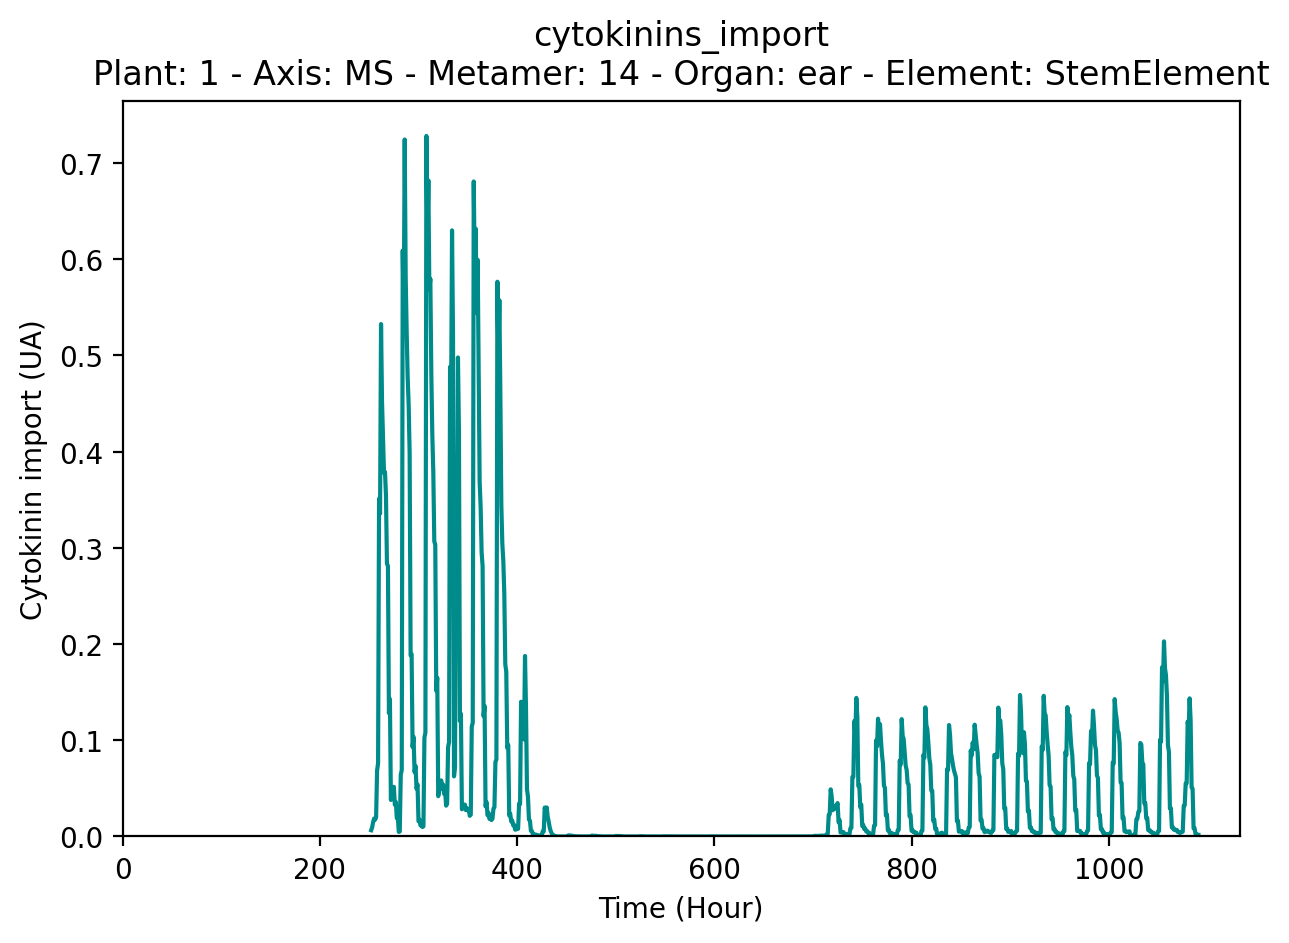 cytokinins_import
Plant: 1 - Axis: MS - Metamer: 14 - Organ: ear - Element: StemElement
0.7
0.6
0.5
0.4
0.3
0.2
0.1
0.0
Cytokinin import (UA)
0 200 400 600 800 1000
Time (Hour)